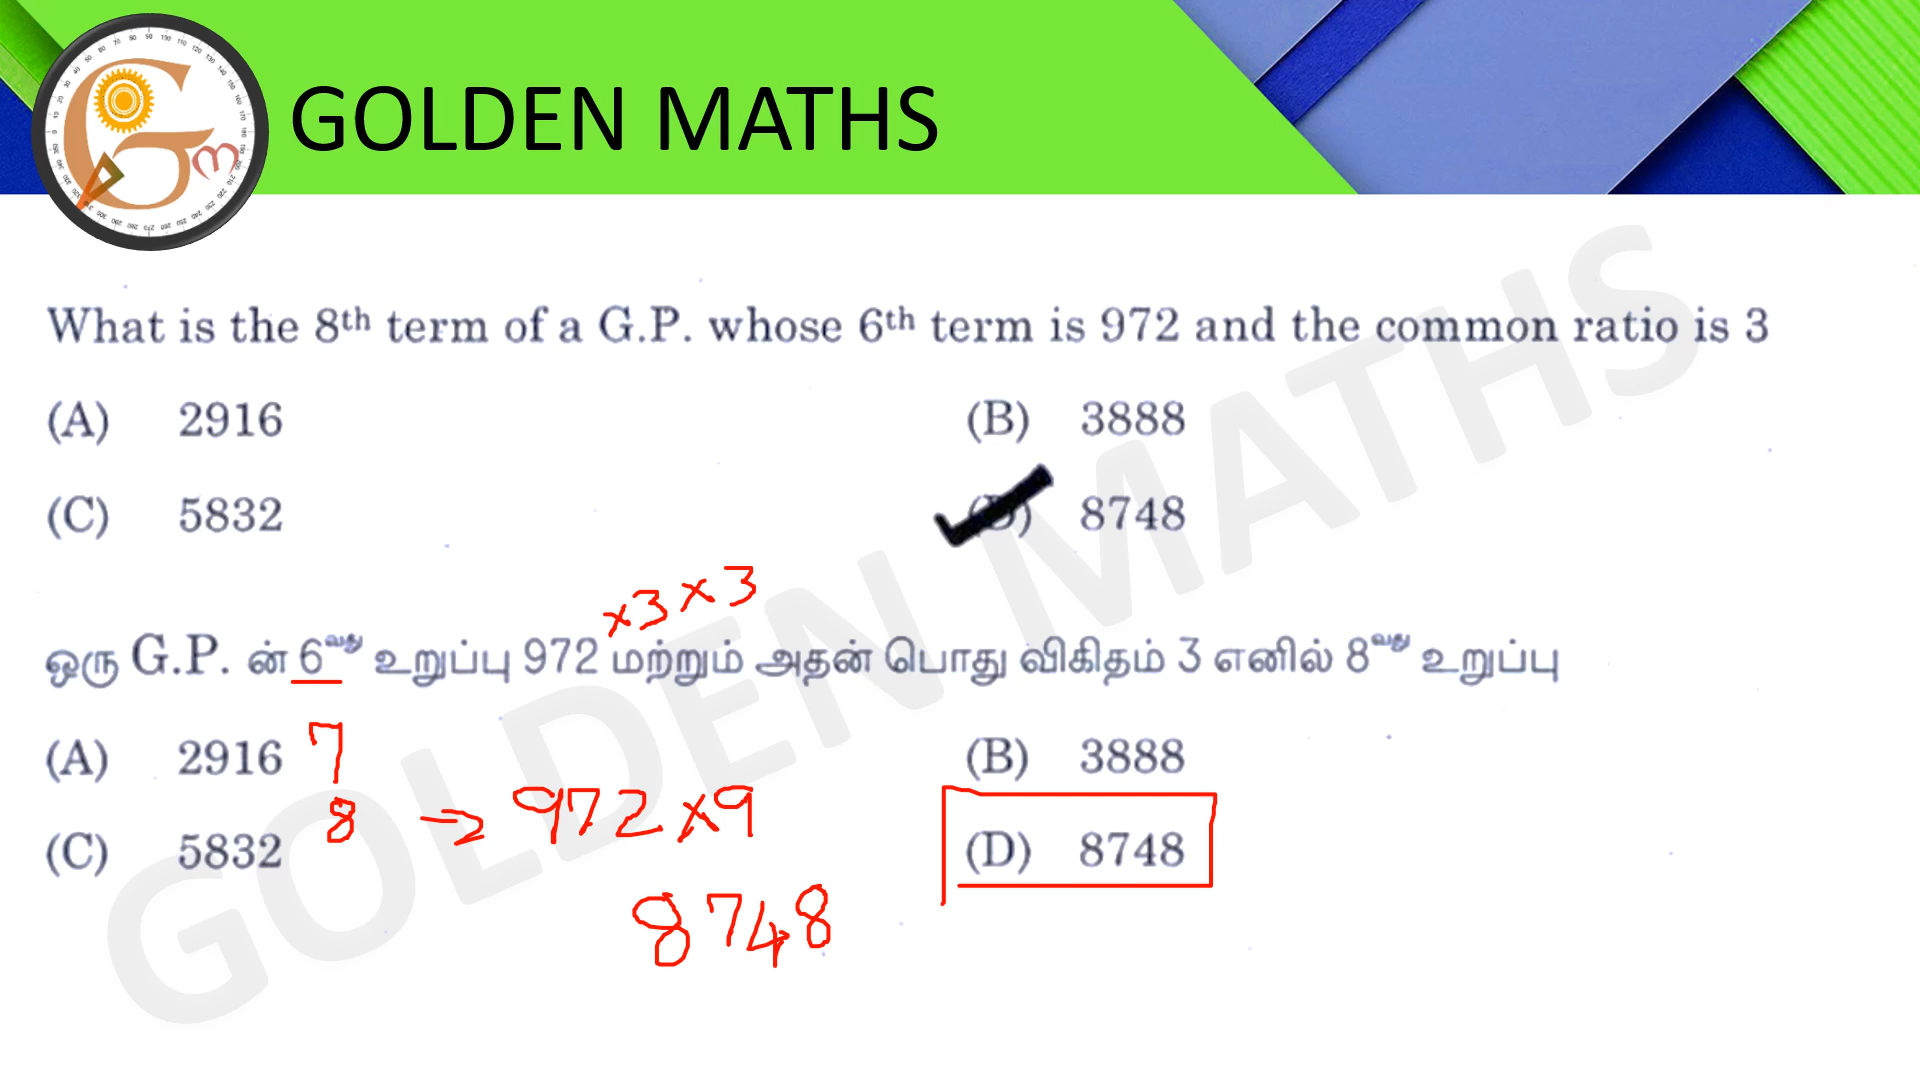 GOLDEN MATHS
What is the 8th term of a G.P. whose 6th term is 972 and the common ratio is 3
(A) 2916 (B) 3888
(C) 5832 (D) 8748
×3 × 3
ஒரு G.P. ன் 6வது உறுப்பு 972 மற்றும் அதன் பொது விகிதம் 3 எனில் 8வது உறுப்பு
(A) 2916 7 (B) 3888
8 → 972 × 9
(C) 5832 (D) 8748
8748
GOLDEN MATHS